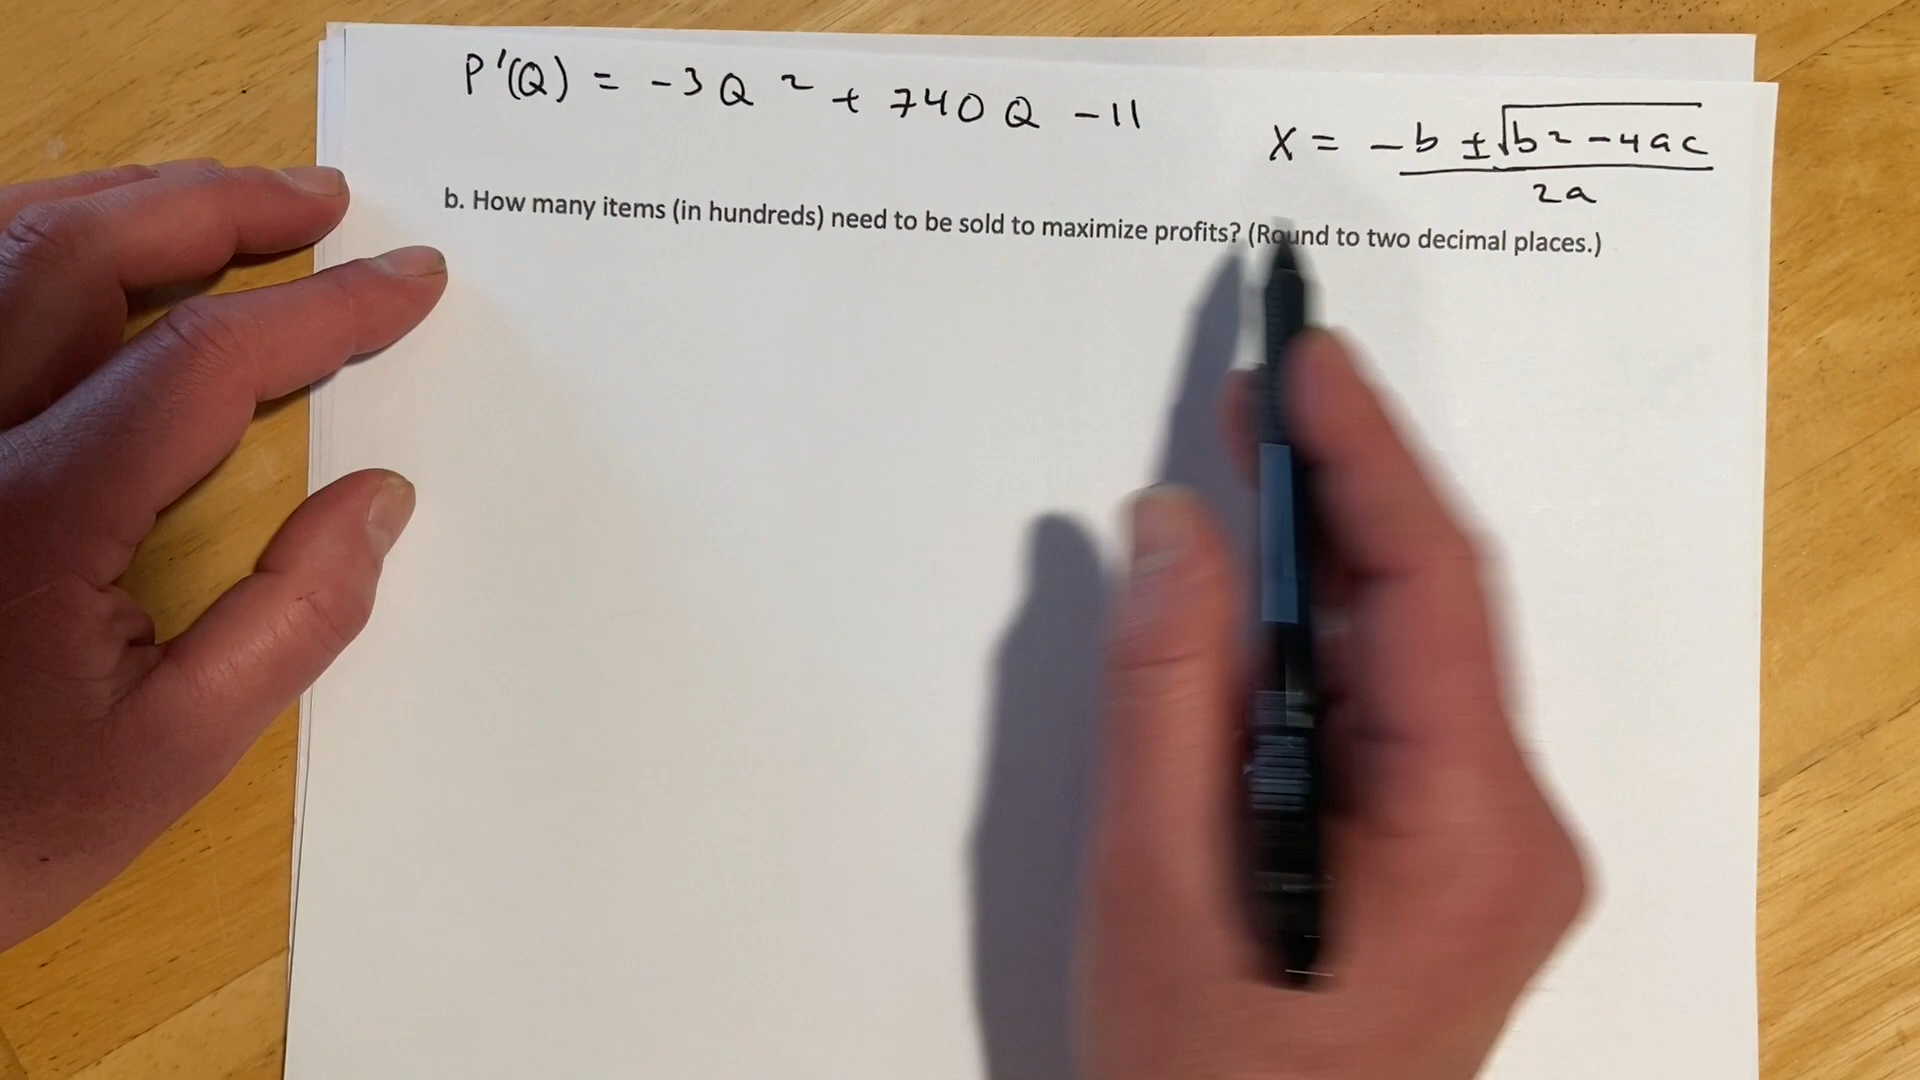 P'(Q) = -3Q² + 740Q - 11
X = -b ±√b² - 4ac
2a
b. How many items (in hundreds) need to be sold to maximize profits? (Round to two decimal places.)